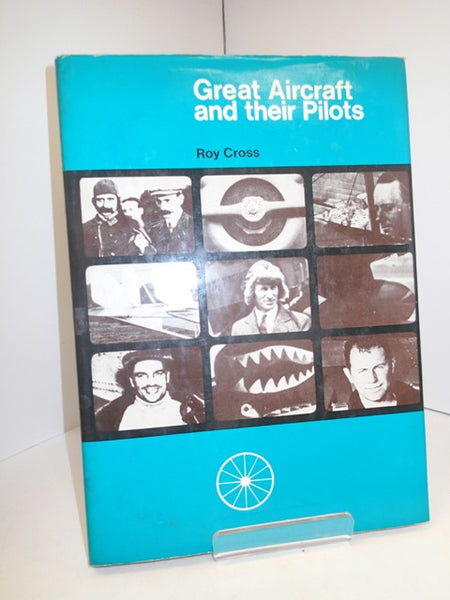 Great Aircraft
and their Pilots
Roy Cross